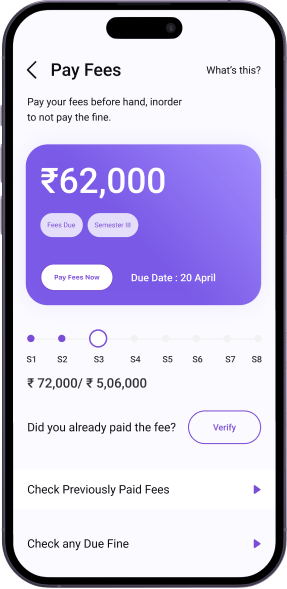 Pay Fees
What's this?
Pay your fees before hand, inorder
to not pay the fine.
₹62,000
Fees Due
Semester III
Pay Fees Now
Due Date : 20 April
S1 S2 S3 S4 S5 S6 S7 S8
₹ 72,000/ ₹ 5,06,000
Did you already paid the fee?
Verify
Check Previously Paid Fees
Check any Due Fine